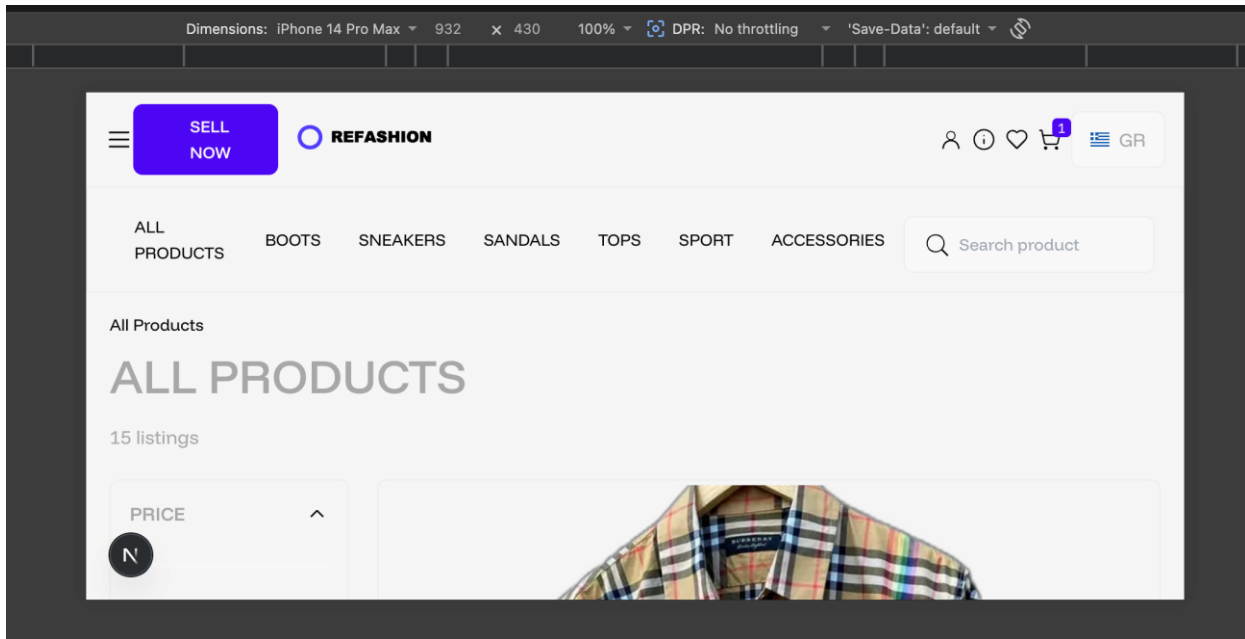 Dimensions: iPhone 14 Pro Max 932 × 430 100% DPR: No throttling 'Save-Data': default
SELL
NOW
REFASHION
1
GR
ALL
PRODUCTS
BOOTS
SNEAKERS
SANDALS
TOPS
SPORT
ACCESSORIES
Search product
All Products
ALL PRODUCTS
15 listings
PRICE
N
BURBERRY